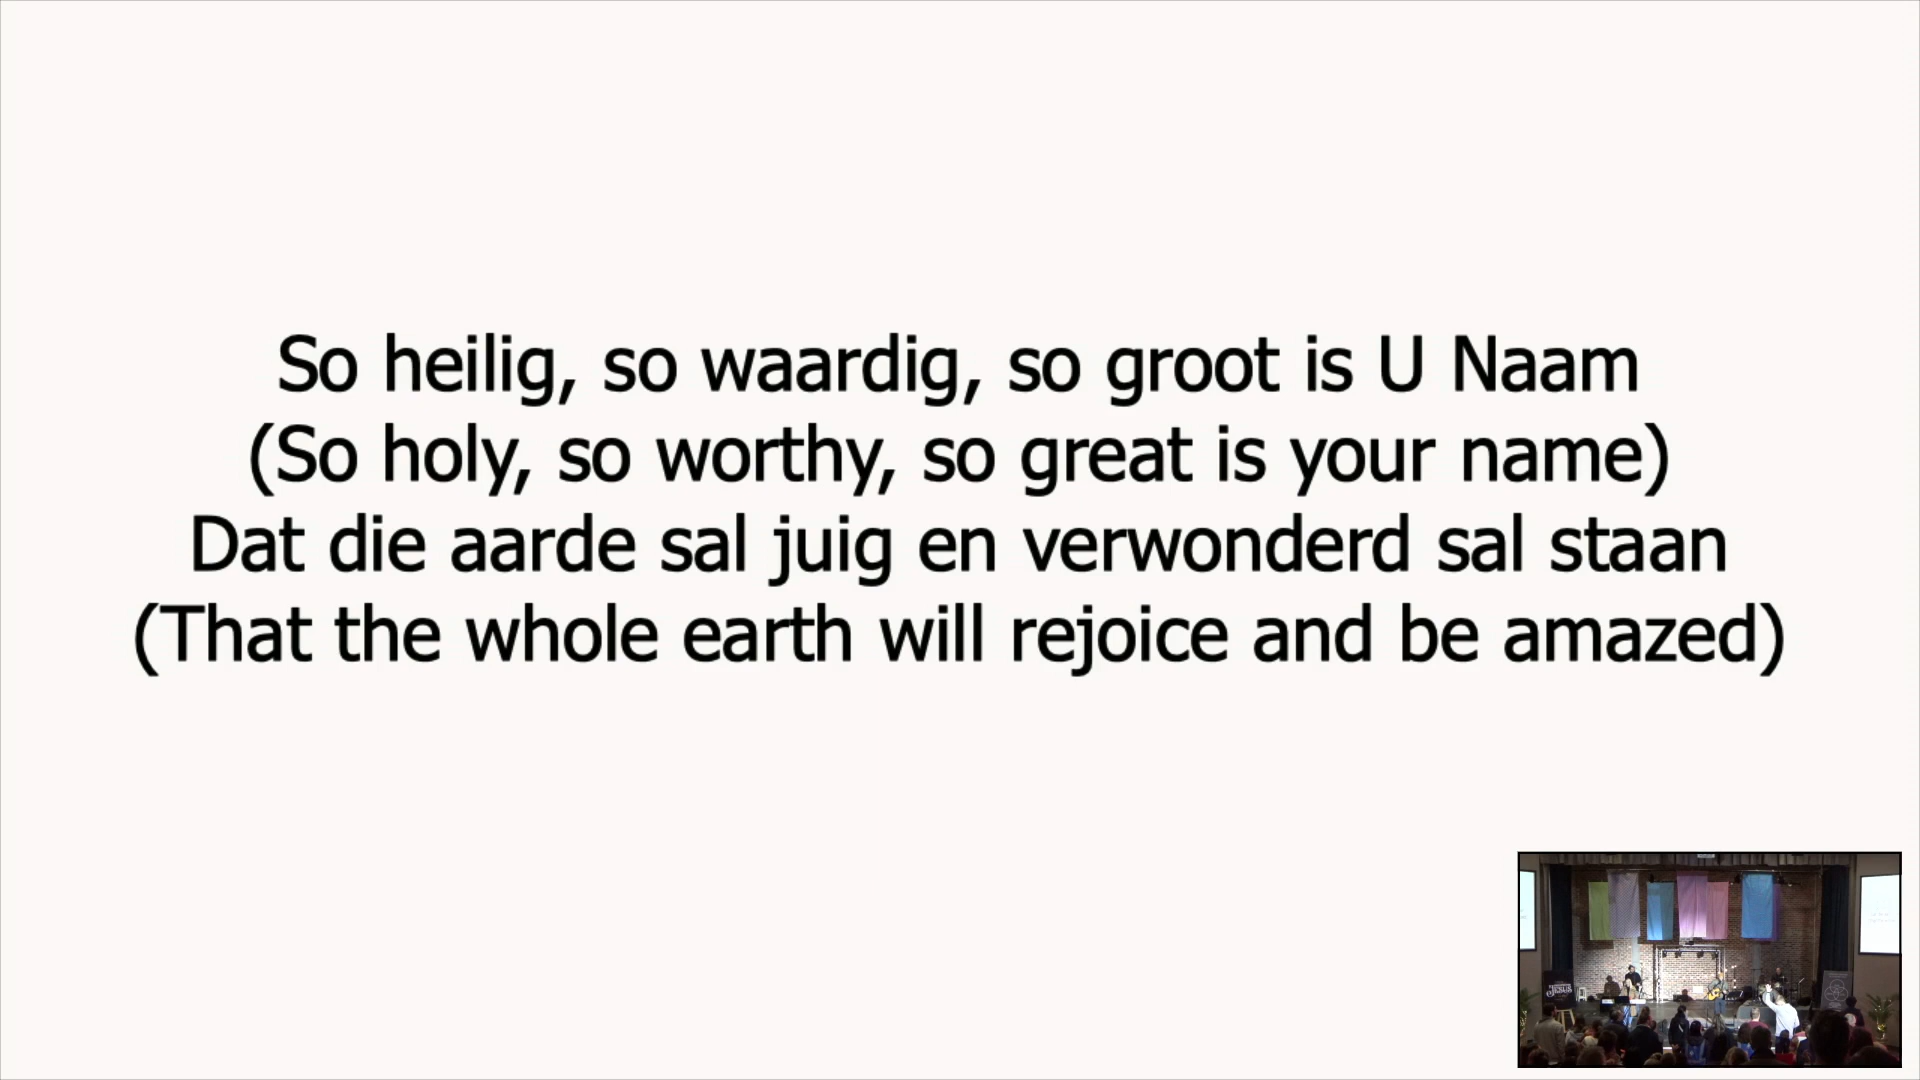 So heilig, so waardig, so groot is U Naam
(So holy, so worthy, so great is your name)
Dat die aarde sal juig en verwonderd sal staan
(That the whole earth will rejoice and be amazed)
JESUS